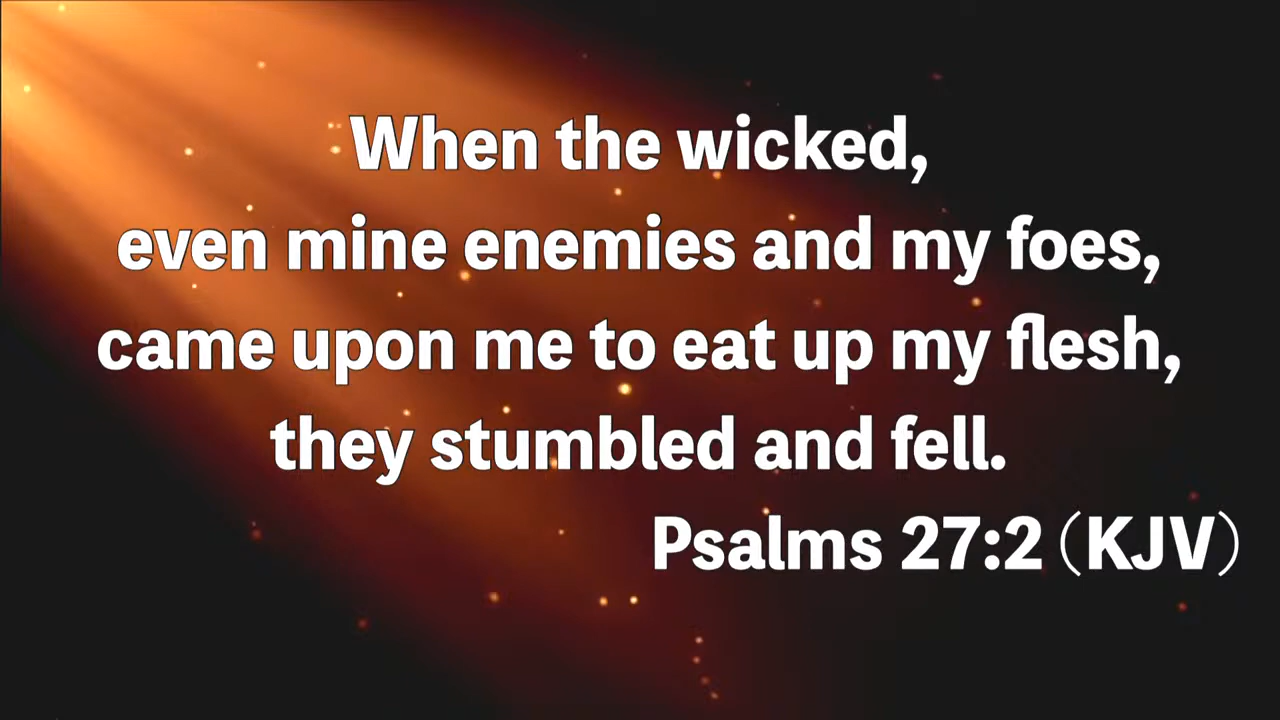 When the wicked,
even mine enemies and my foes,
came upon me to eat up my flesh,
they stumbled and fell.
Psalms 27:2（KJV）